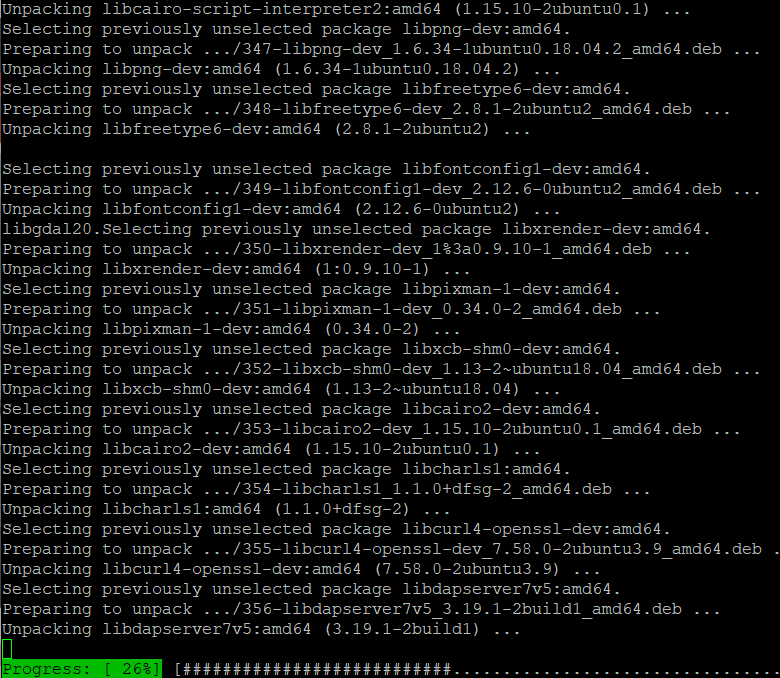 Unpacking libcairo-script-interpreter2:amd64 (1.15.10-2ubuntu0.1) ...
Selecting previously unselected package libpng-dev:amd64.
Preparing to unpack .../347-libpng-dev_1.6.34-1ubuntu0.18.04.2_amd64.deb ...
Unpacking libpng-dev:amd64 (1.6.34-1ubuntu0.18.04.2) ...
Selecting previously unselected package libfreetype6-dev:amd64.
Preparing to unpack .../348-libfreetype6-dev_2.8.1-2ubuntu2_amd64.deb ...
Unpacking libfreetype6-dev:amd64 (2.8.1-2ubuntu2) ...
Selecting previously unselected package libfontconfig1-dev:amd64.
Preparing to unpack .../349-libfontconfig1-dev_2.12.6-0ubuntu2_amd64.deb ...
Unpacking libfontconfig1-dev:amd64 (2.12.6-0ubuntu2) ...
libgdal20.Selecting previously unselected package libxrender-dev:amd64.
Preparing to unpack .../350-libxrender-dev_1%3a0.9.10-1_amd64.deb ...
Unpacking libxrender-dev:amd64 (1:0.9.10-1) ...
Selecting previously unselected package libpixman-1-dev:amd64.
Preparing to unpack .../351-libpixman-1-dev_0.34.0-2_amd64.deb ...
Unpacking libpixman-1-dev:amd64 (0.34.0-2) ...
Selecting previously unselected package libxcb-shm0-dev:amd64.
Preparing to unpack .../352-libxcb-shm0-dev_1.13-2~ubuntu18.04_amd64.deb ...
Unpacking libxcb-shm0-dev:amd64 (1.13-2~ubuntu18.04) ...
Selecting previously unselected package libcairo2-dev:amd64.
Preparing to unpack .../353-libcairo2-dev_1.15.10-2ubuntu0.1_amd64.deb ...
Unpacking libcairo2-dev:amd64 (1.15.10-2ubuntu0.1) ...
Selecting previously unselected package libcharls1:amd64.
Preparing to unpack .../354-libcharls1_1.1.0+dfsg-2_amd64.deb ...
Unpacking libcharls1:amd64 (1.1.0+dfsg-2) ...
Selecting previously unselected package libcurl4-openssl-dev:amd64.
Preparing to unpack .../355-libcurl4-openssl-dev_7.58.0-2ubuntu3.9_amd64.deb .
Unpacking libcurl4-openssl-dev:amd64 (7.58.0-2ubuntu3.9) ...
Selecting previously unselected package libdapserver7v5:amd64.
Preparing to unpack .../356-libdapserver7v5_3.19.1-2build1_amd64.deb ...
Unpacking libdapserver7v5:amd64 (3.19.1-2build1) ...
Progress: [ 26%] [###########################.................................